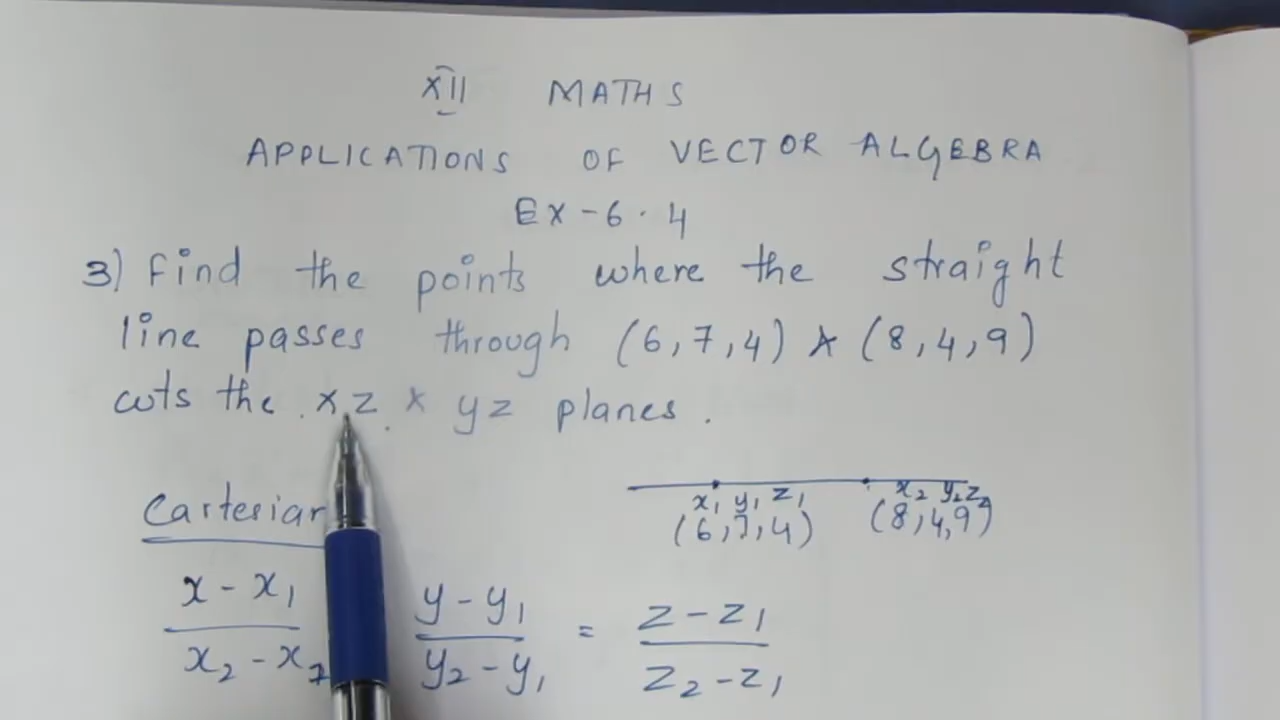 XII MATHS
APPLICATIONS OF VECTOR ALGEBRA
Ex-6.4
3) Find the points where the straight
line passes through (6,7,4) & (8,4,9)
cuts the xz & yz planes.
Cartesian
x₁ y₁ z₁ x₂ y₂ z₂
(6,7,4) (8,4,9)
x - x₁ y - y₁ = z - z₁
x₂ - x y₂ - y₁ z₂ - z₁